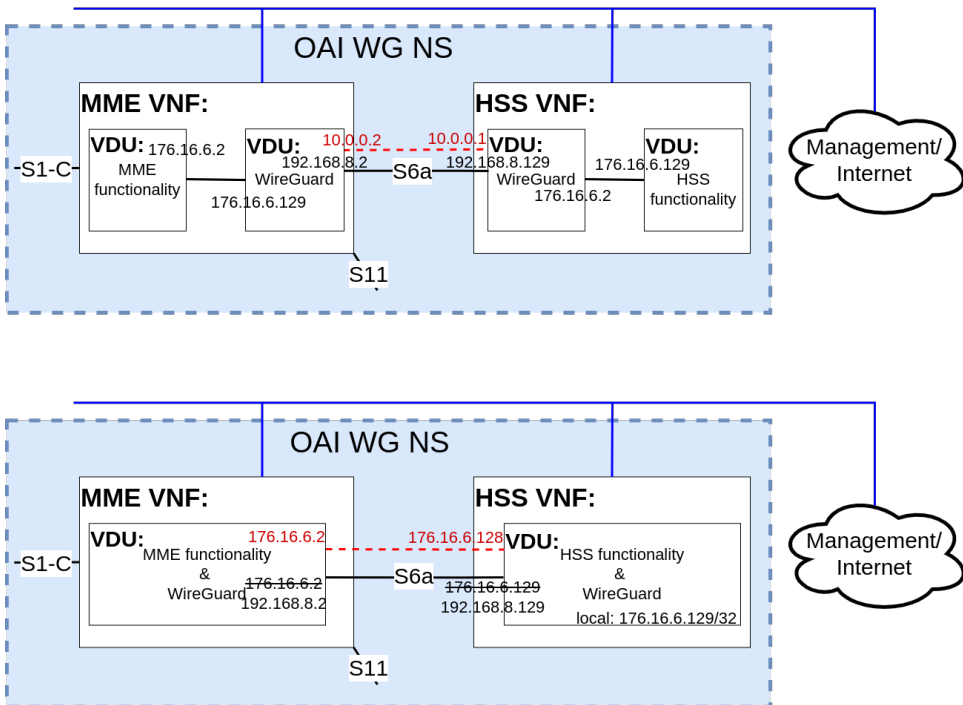 OAI WG NS
MME VNF:
HSS VNF:
VDU:
176.16.6.2
MME
functionality
VDU:
10.0.0.2
192.168.8.2
WireGuard
176.16.6.129
S1-C
S6a
10.0.0.1
VDU:
192.168.8.129
WireGuard
176.16.6.2
VDU:
176.16.6.129
HSS
functionality
S11
Management/
Internet
OAI WG NS
MME VNF:
HSS VNF:
VDU:
176.16.6.2
MME functionality
&
WireGuard
176.16.6.2
192.168.8.2
S1-C
S6a
176.16.6.128
VDU:
HSS functionality
&
WireGuard
176.16.6.129
192.168.8.129
local: 176.16.6.129/32
S11
Management/
Internet